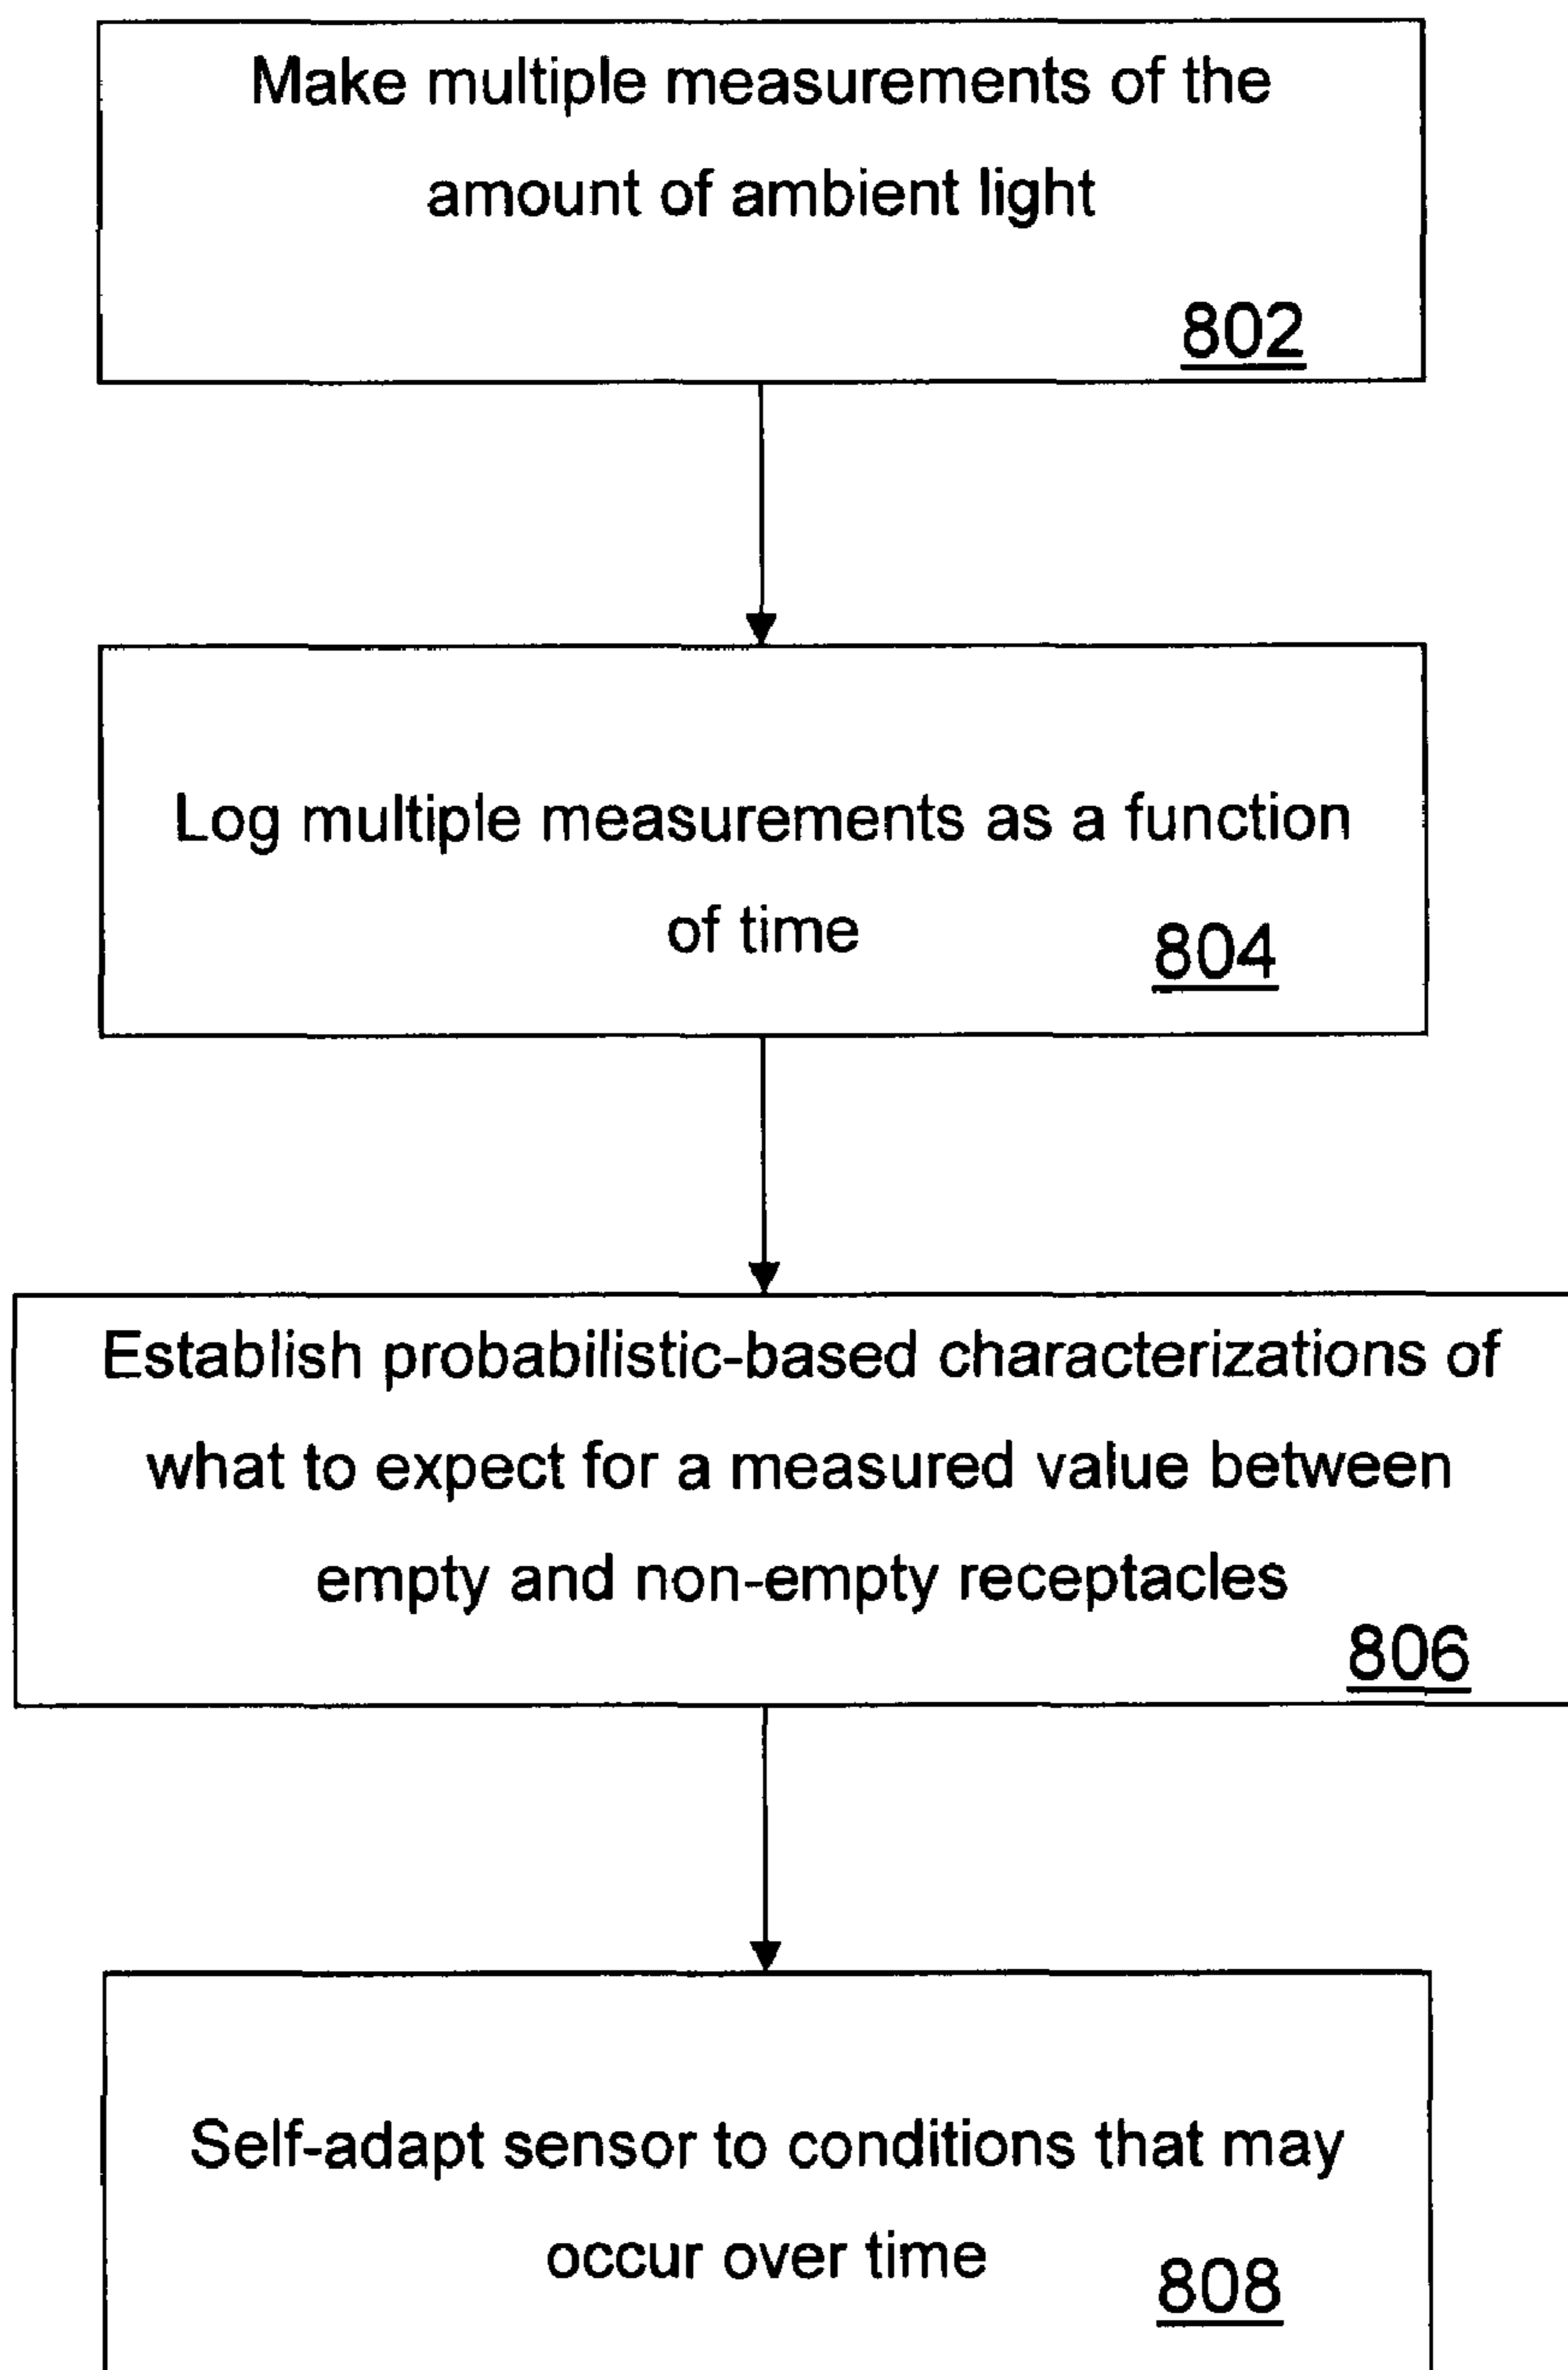 Make multiple measurements of the
amount of ambient light
802
Log multiple measurements as a function
of time
804
Establish probabilistic-based characterizations of
what to expect for a measured value between
empty and non-empty receptacles
806
Self-adapt sensor to conditions that may
occur over time
808